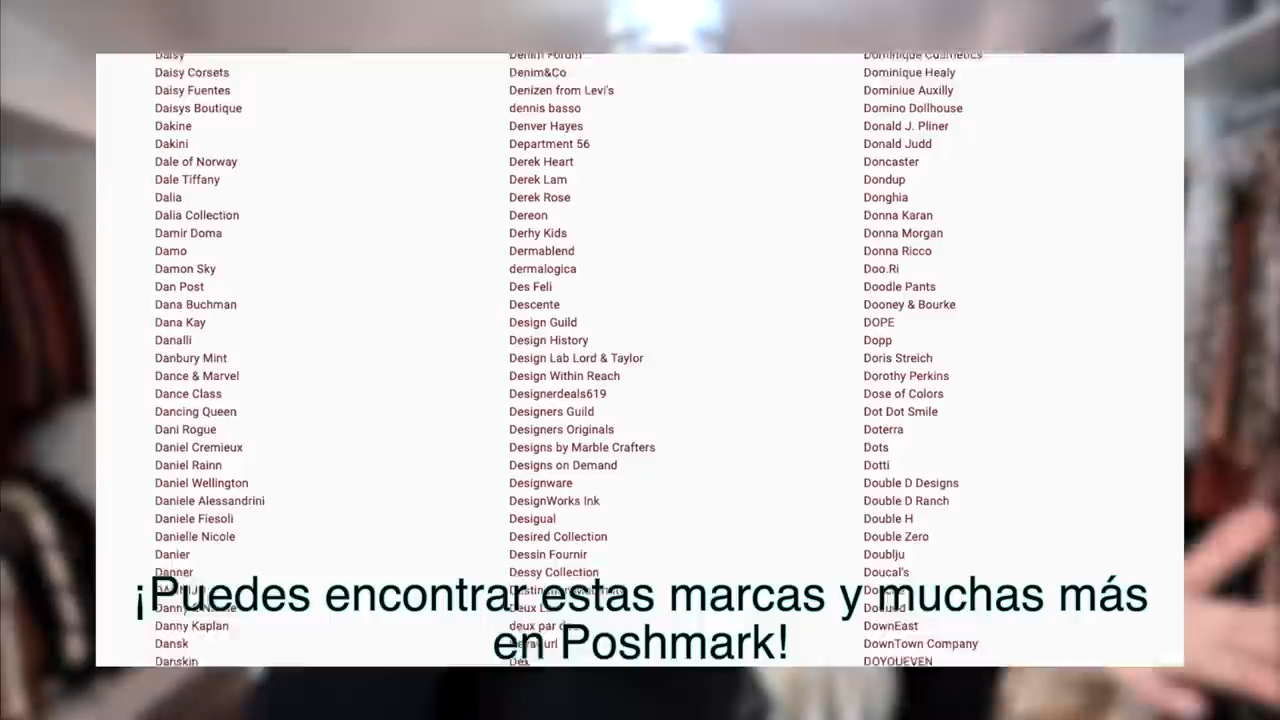 Daisy
Daisy Corsets
Daisy Fuentes
Daisys Boutique
Dakine
Dakini
Dale of Norway
Dale Tiffany
Dalia
Dalia Collection
Damir Doma
Damo
Damon Sky
Dan Post
Dana Buchman
Dana Kay
Danalli
Danbury Mint
Dance & Marvel
Dance Class
Dancing Queen
Dani Rogue
Daniel Cremieux
Daniel Rainn
Daniel Wellington
Daniele Alessandrini
Daniele Fiesoli
Danielle Nicole
Danier
Danner
Danny Kaplan
Dansk
Danskin
Denim Forum
Denim&Co
Denizen from Levi's
dennis basso
Denver Hayes
Department 56
Derek Heart
Derek Lam
Derek Rose
Dereon
Derhy Kids
Dermablend
dermalogica
Des Feli
Descente
Design Guild
Design History
Design Lab Lord & Taylor
Design Within Reach
Designerdeals619
Designers Guild
Designers Originals
Designs by Marble Crafters
Designs on Demand
Designware
DesignWorks Ink
Desigual
Desired Collection
Dessin Fournir
Dessy Collection
Deux
deux par
Dex
Dominique Cosmetics
Dominique Healy
Dominiue Auxilly
Domino Dollhouse
Donald J. Pliner
Donald Judd
Doncaster
Dondup
Donghia
Donna Karan
Donna Morgan
Donna Ricco
Doo.Ri
Doodle Pants
Dooney & Bourke
DOPE
Dopp
Doris Streich
Dorothy Perkins
Dose of Colors
Dot Dot Smile
Doterra
Dots
Dotti
Double D Designs
Double D Ranch
Double H
Double Zero
Doublju
Doucal's
DownEast
DownTown Company
DOYOUEVEN
¡Puedes encontrar estas marcas y muchas más
en Poshmark!